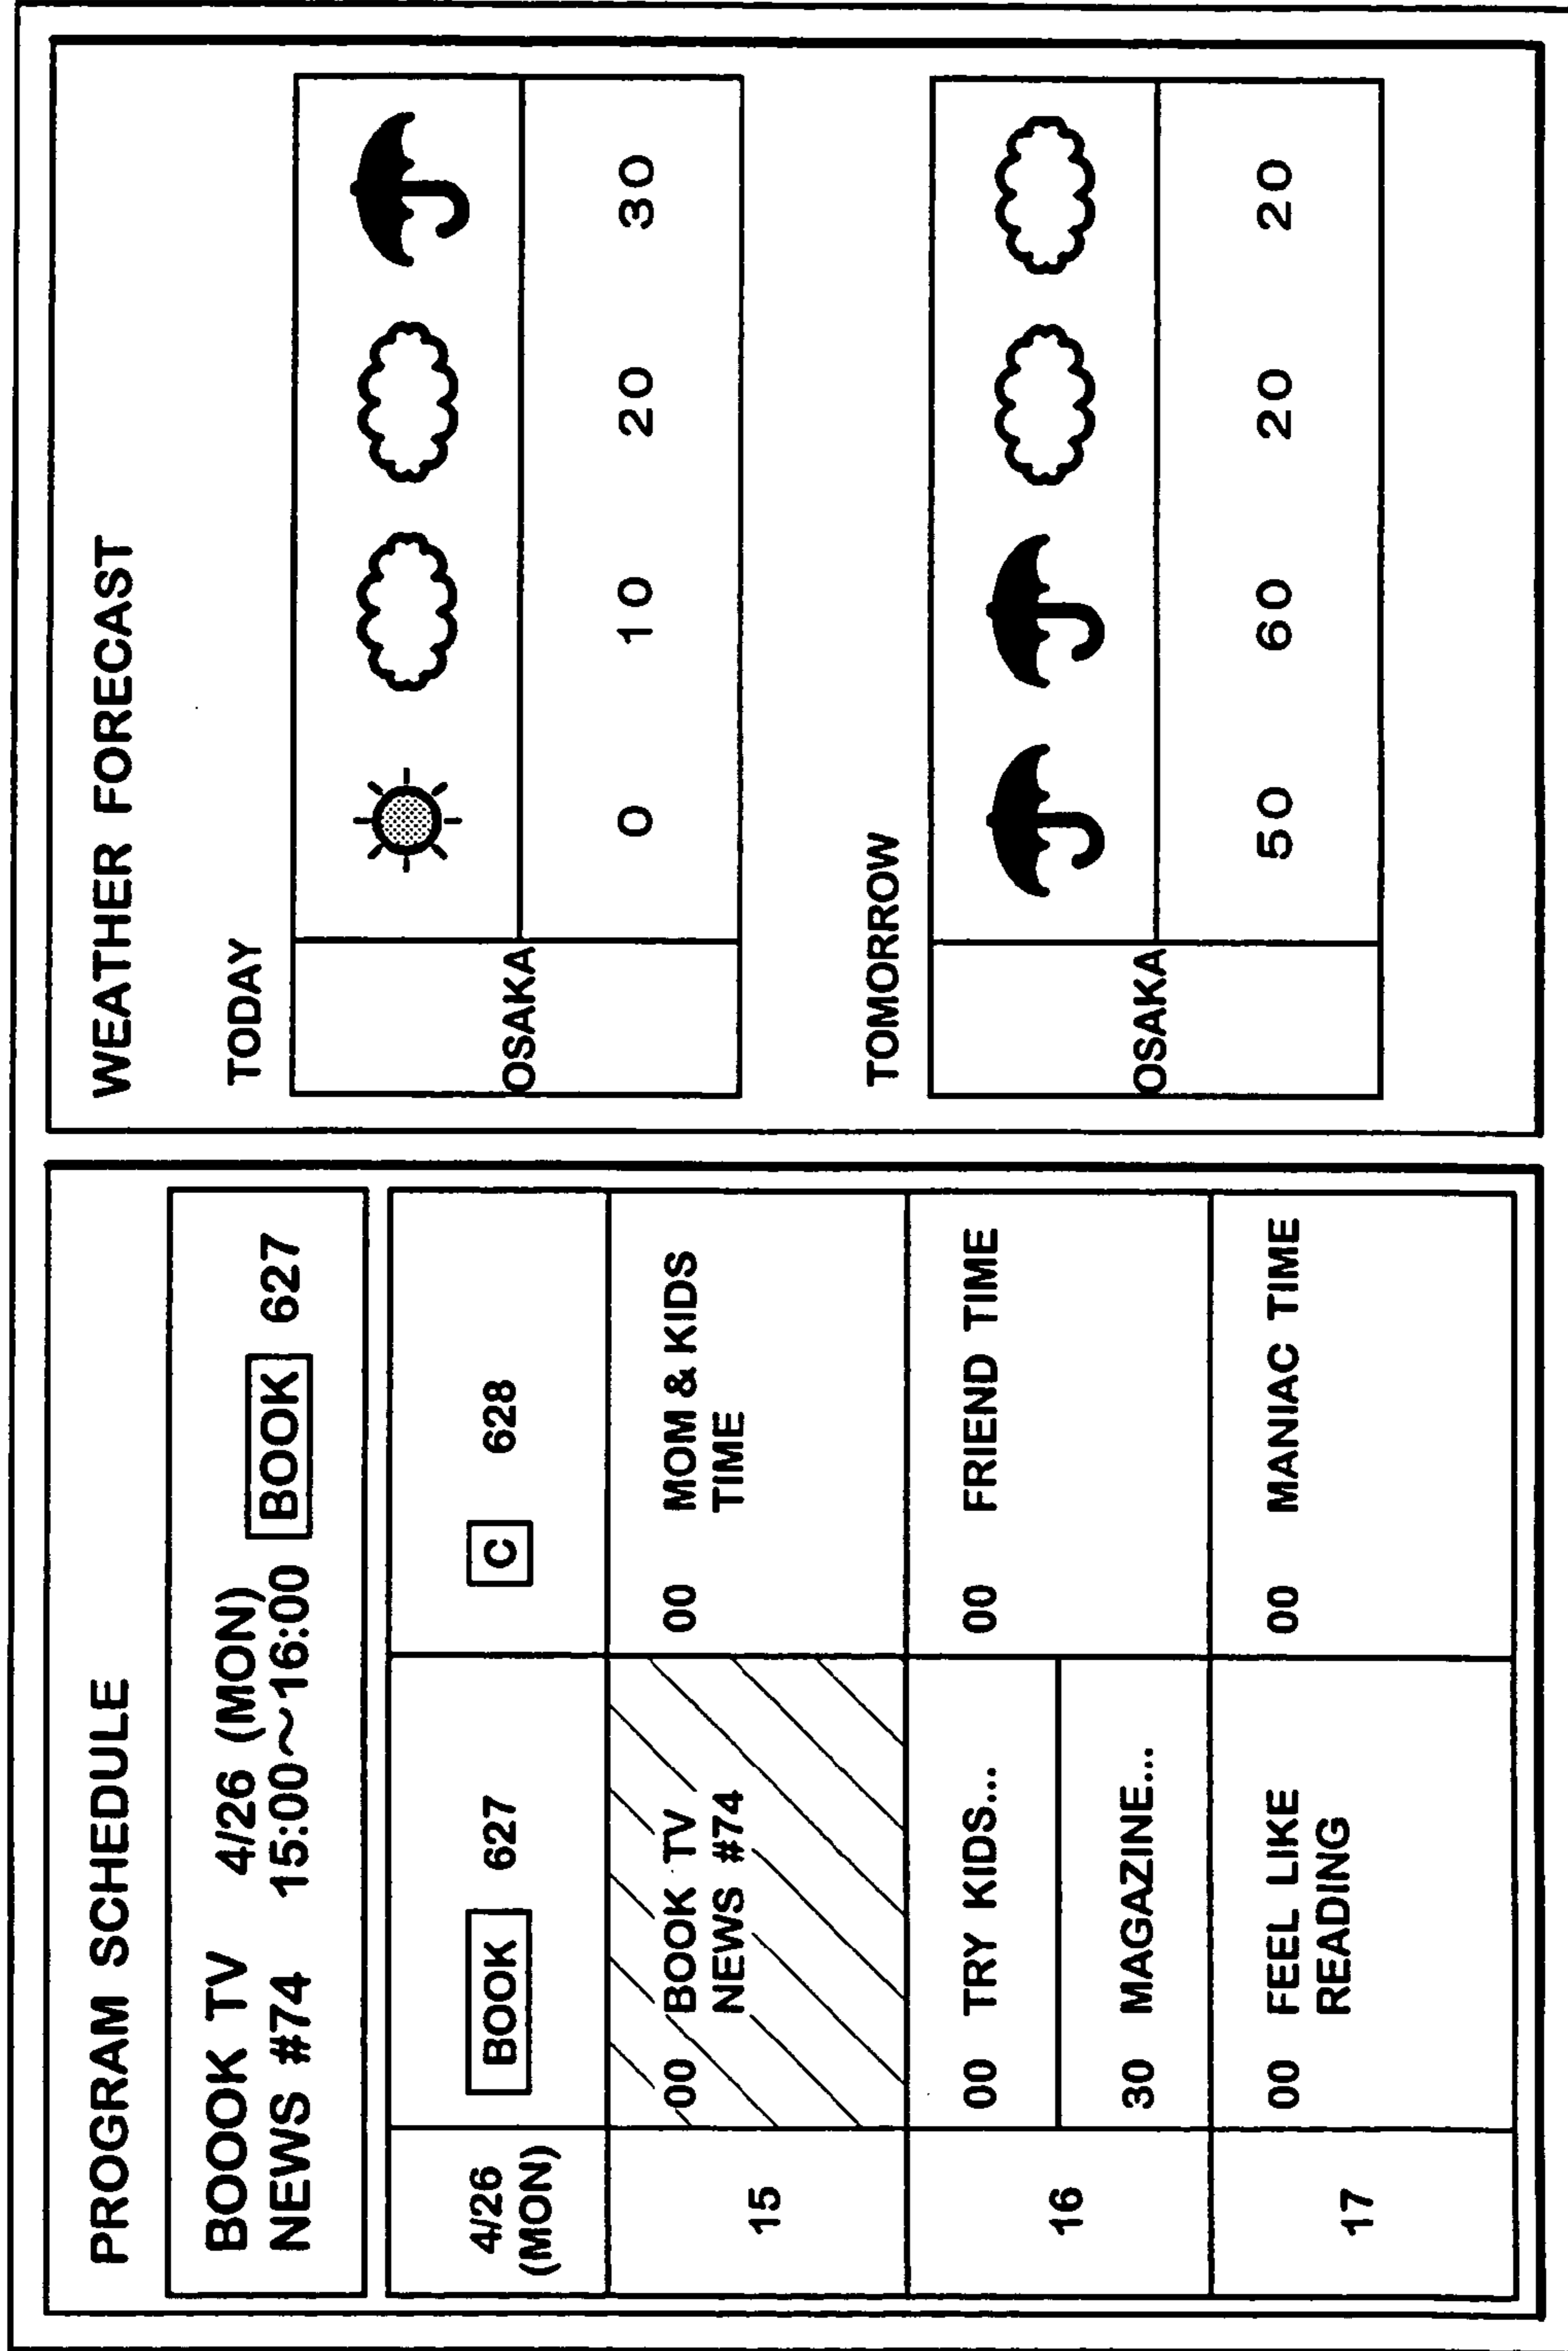 PROGRAM SCHEDULE
BOOOK TV 4/26 (MON)
NEWS #74 15:00~16:00 BOOK 627
4/26
(MON)
BOOK 627
C 628
15
00 BOOK TV
NEWS #74
00 MOM & KIDS
TIME
16
00 TRY KIDS...
30 MAGAZINE...
00 FRIEND TIME
17
00 FEEL LIKE
READING
00 MANIAC TIME
WEATHER FORECAST
TODAY
OSAKA
0 10 20 30
TOMORROW
OSAKA
50 60 20 20